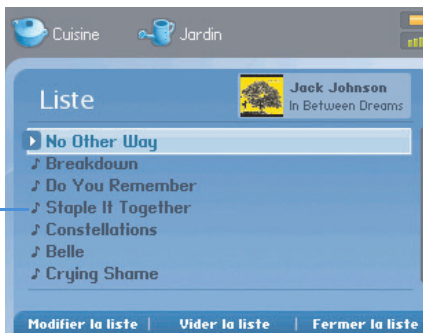 Cuisine Jardin
Liste
Jack Johnson
In Between Dreams
No Other Way
Breakdown
Do You Remember
Staple It Together
Constellations
Belle
Crying Shame
Modifier la liste | Vider la liste | Fermer la liste